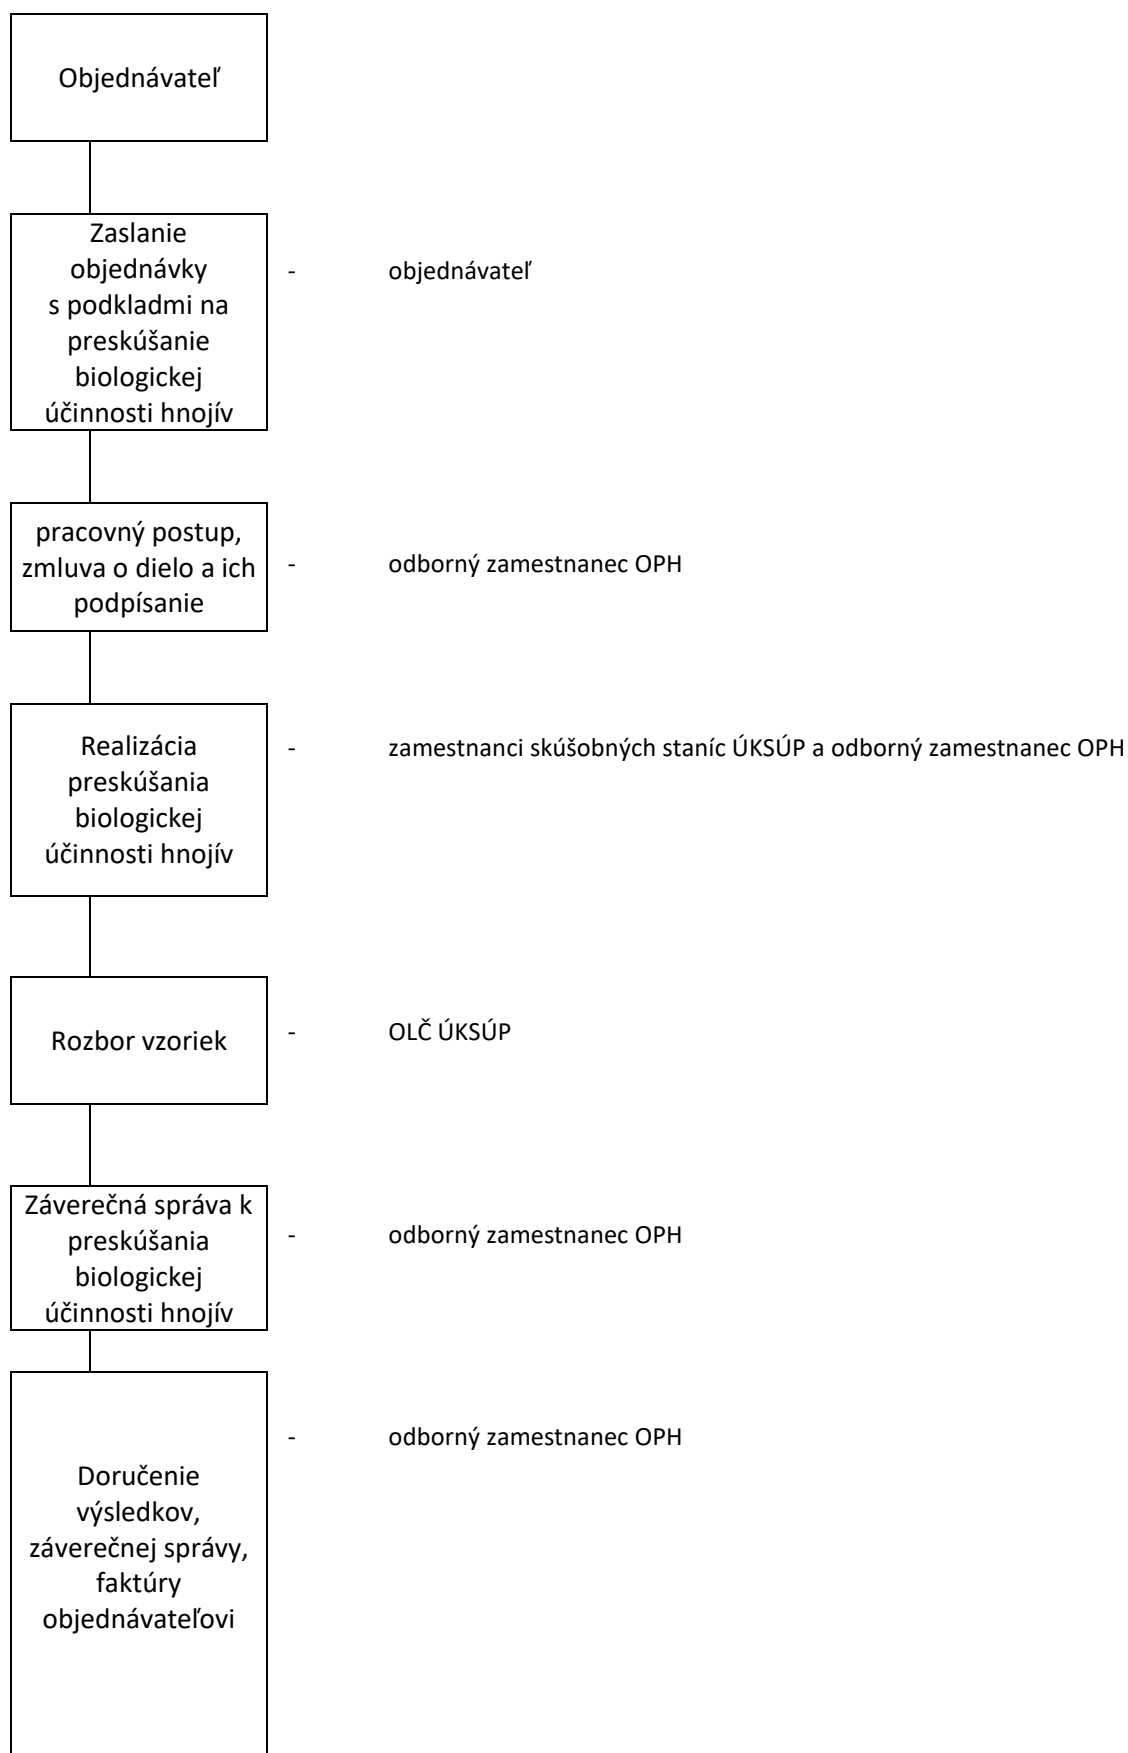 Objednávateľ
Zaslanie
objednávky
s podkladmi na
preskúšanie
biologickej
účinnosti hnojív
- objednávateľ
pracovný postup,
zmluva o dielo a ich
podpísanie
- odborný zamestnanec OPH
Realizácia
preskúšania
biologickej
účinnosti hnojív
- zamestnanci skúšobných staníc ÚKSÚP a odborný zamestnanec OPH
Rozbor vzoriek
- OLČ ÚKSÚP
Záverečná správa k
preskúšania
biologickej
účinnosti hnojív
- odborný zamestnanec OPH
Doručenie
výsledkov,
záverečnej správy,
faktúry
objednávateľovi
- odborný zamestnanec OPH